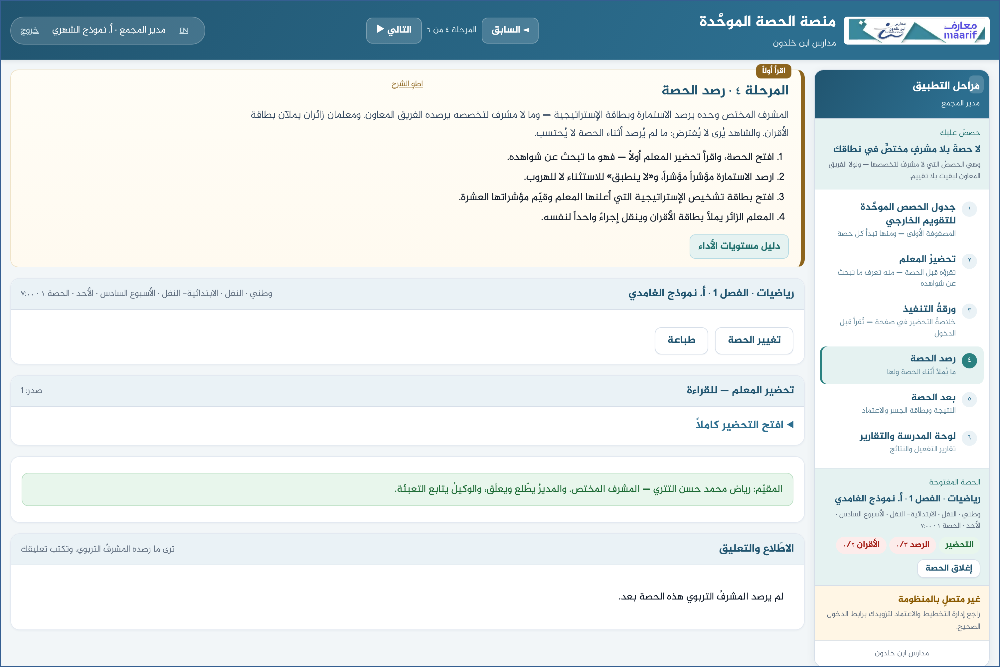 معارف
maarif
مدارس
ابن خلدون
Ibn Khaldun Schools
منصة الحصة الموحَّدة
مدارس ابن خلدون
◄ السابق
المرحلة ٤ من ٦
التالي ►
EN
مدير المجمع · أ. نموذج الشهري
خروج
مراحل التطبيق
مدير المجمع
حصصٌ عليك
لا حصةَ بلا مشرفٍ مختصٍّ في نطاقك
وهي الحصصُ التي لا مشرفَ لتخصصها — ولولا الفريق
المعاون لبقيت بلا تقييم.
١
جدول الحصص الموحَّدة
للتقويم الخارجي
المصفوفة الأولى — ومنها تبدأ كل حصة
٢
تحضيرُ المعلم
تقرؤه قبل الحصة — منه تعرف ما تبحث
عن شواهده
٣
ورقةُ التنفيذ
خلاصةُ التحضير في صفحة — تُقرأ قبل
الدخول
٤
رصد الحصة
ما يُملأ أثناء الحصة ولها
٥
بعد الحصة
النتيجة وبطاقة الجسر والاعتماد
٦
لوحة المدرسة والتقارير
تقارير التفعيل والنتائج
الحصة المفتوحة
رياضيات · الفصل 1 · أ. نموذج الغامدي
وطني · النفل · الابتدائية- النفل · الأسبوع السادس ·
الأحد · الحصة ١ · ٧:٠٠
التحضير
الرصد ٠/٣
الأقران ٠/٢
إغلاق الحصة
غير متصلٍ بالمنظومة
راجع إدارة التخطيط والاعتماد لتزويدك برابط الدخول
الصحيح.
مدارس ابن خلدون
اقرأ أولاً
المرحلة ٤ · رصد الحصة
اطوِ الشرح
المشرف المختص وحده يرصد الاستمارة وبطاقة الإستراتيجية — وما لا مشرف لتخصصه يرصده الفريق المعاون. ومعلمان زائران يملآن بطاقة
الأقران. والشاهد يُرى لا يُفترض: ما لم يُرصد أثناء الحصة لا يُحتسب.
1. افتح الحصة، واقرأ تحضير المعلم أولاً — فهو ما تبحث عن شواهده.
2. ارصد الاستمارة مؤشراً مؤشراً، و«لا ينطبق» للاستثناء لا للهروب.
3. افتح بطاقة تشخيص الإستراتيجية التي أعلنها المعلم وقيّم مؤشراتها العشرة.
4. المعلم الزائر يملأ بطاقة الأقران وينقل إجراءً واحداً لنفسه.
دليل مستويات الأداء
رياضيات · الفصل 1 · أ. نموذج الغامدي
وطني · النفل · الابتدائية- النفل · الأسبوع السادس · الأحد · الحصة ١ · ٧:٠٠
تغيير الحصة
طباعة
تحضير المعلم — للقراءة
صدر: 1
◄ افتح التحضير كاملاً
المقيّم: رياض محمد حسن التتري — المشرف المختص. والمديرُ يطّلع ويعلّق، والوكيلُ يتابع التعبئة.
الاطّلاع والتعليق
ترى ما رصده المشرفُ التربوي، وتكتب تعليقك
لم يرصد المشرفُ التربوي هذه الحصة بعد.